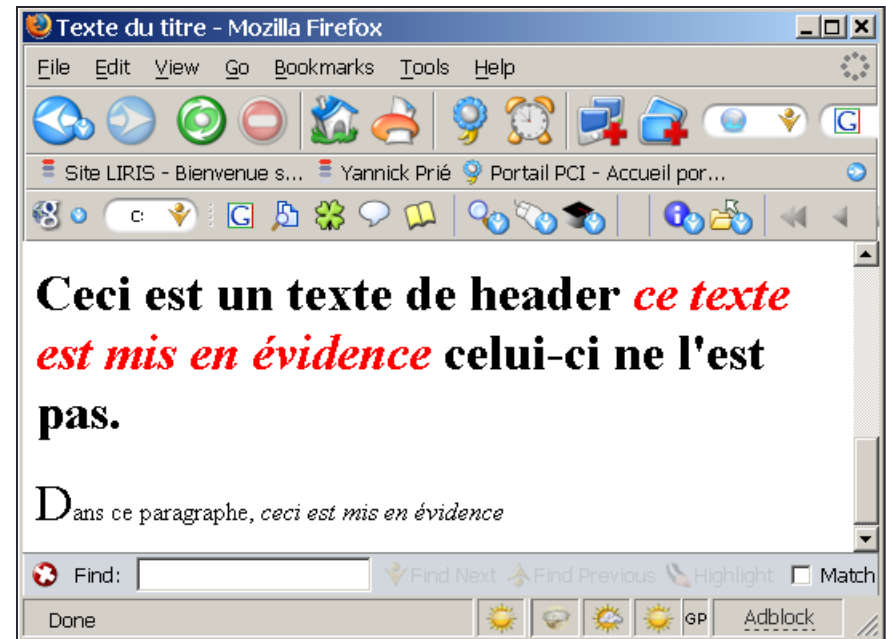 Texte du titre - Mozilla Firefox
File Edit View Go Bookmarks Tools Help
G
Site LIRIS - Bienvenue s... Yannick Prié Portail PCI - Accueil por...
c: G
Ceci est un texte de header ce texte
est mis en évidence celui-ci ne l'est
pas.
Dans ce paragraphe, ceci est mis en évidence
Find: Find Next Find Previous Highlight Match
Done GP Adblock